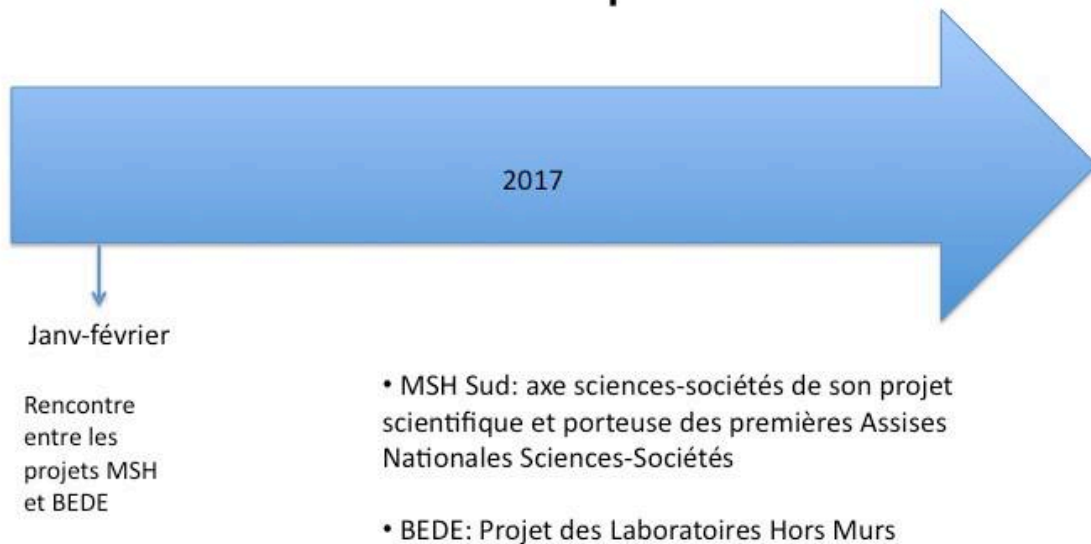 2017
Janv-février
Rencontre
entre les
projets MSH
et BEDE
• MSH Sud: axe sciences-sociétés de son projet
scientifique et porteuse des premières Assises
Nationales Sciences-Sociétés
• BEDE: Projet des Laboratoires Hors Murs